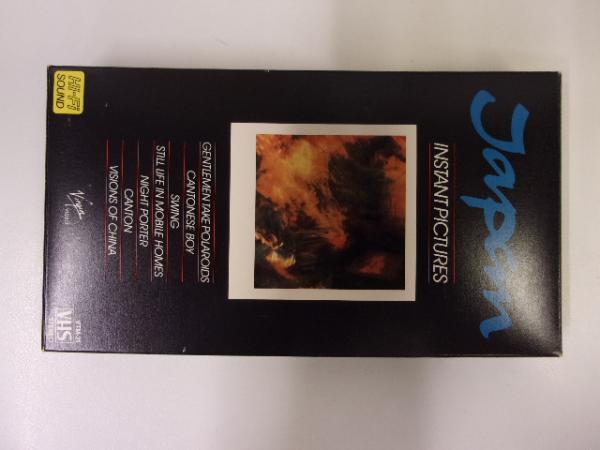 Japan
INSTANT PICTURES
GENTLEMEN TAKE POLAROIDS
CANTONESE BOY
SWING
STILL LIFE IN MOBILE HOMES
NIGHT PORTER
CANTON
VISIONS OF CHINA
HI-FI
SOUND
Virgin
VHS